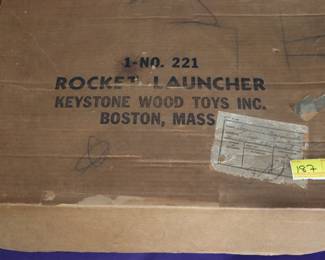 1-NO. 221
ROCKET LAUNCHER
KEYSTONE WOOD TOYS INC.
BOSTON, MASS
187